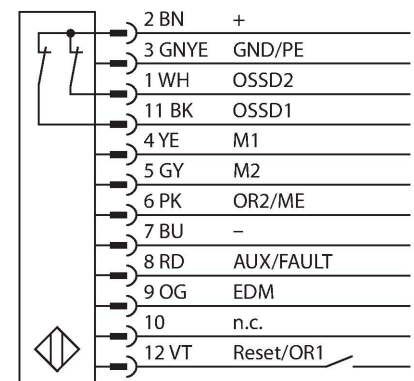 2 BN +
3 GNYE GND/PE
1 WH OSSD2
11 BK OSSD1
4 YE M1
5 GY M2
6 PK OR2/ME
7 BU –
8 RD AUX/FAULT
9 OG EDM
10 n.c.
12 VT Reset/OR1